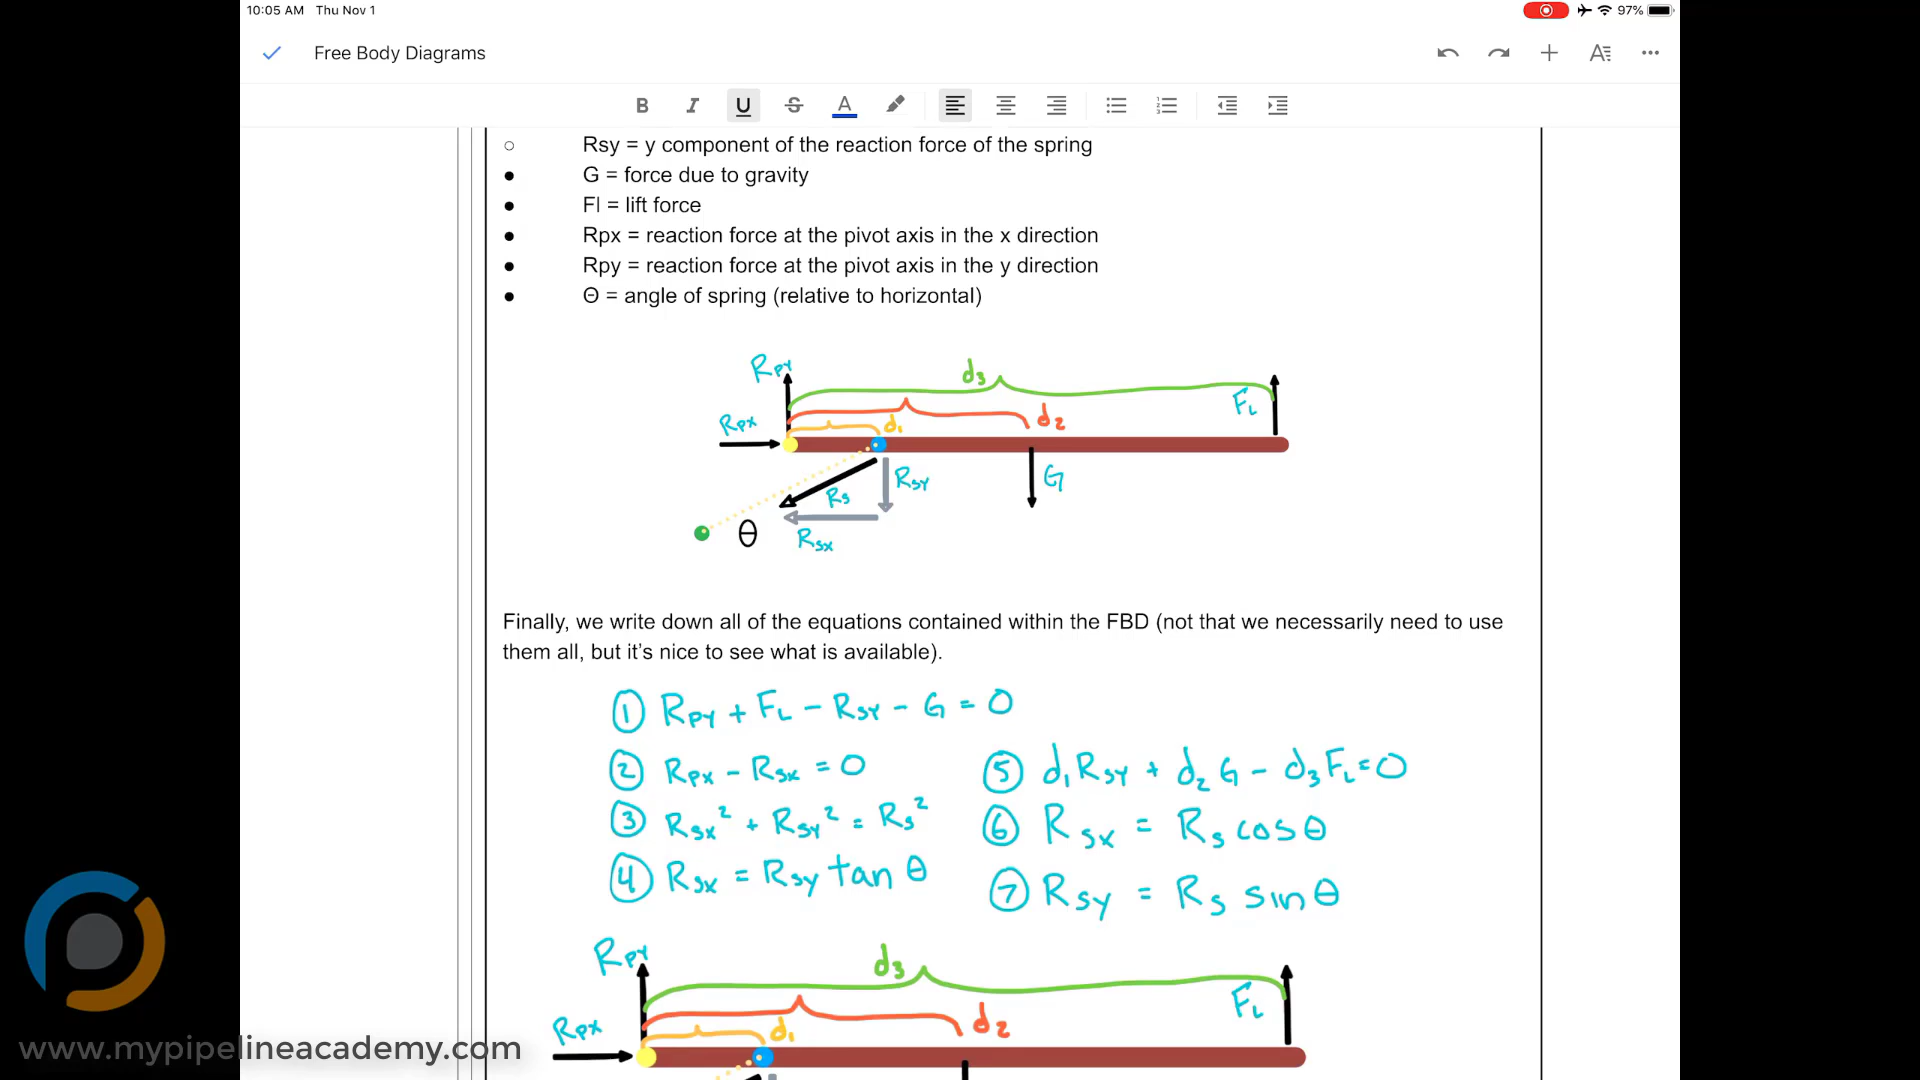 10:05 AM Thu Nov 1
97%
Free Body Diagrams
B I U S A
Rsy = y component of the reaction force of the spring
G = force due to gravity
Fl = lift force
Rpx = reaction force at the pivot axis in the x direction
Rpy = reaction force at the pivot axis in the y direction
Θ = angle of spring (relative to horizontal)
RPY
d3
FL
RPX
d1
d2
RS
RSY
G
θ
RSX
Finally, we write down all of the equations contained within the FBD (not that we necessarily need to use
them all, but it's nice to see what is available).
① RPY + FL - RSY - G = 0
② RPX - RSX = 0
③ RSX² + RSY² = RS²
④ RSX = RSY tan θ
⑤ d1RSY + d2G - d3FL = 0
⑥ RSX = RS cosθ
⑦ RSY = RS sinθ
RPY
d3
FL
RPX
d1
d2
www.mypipelineacademy.com